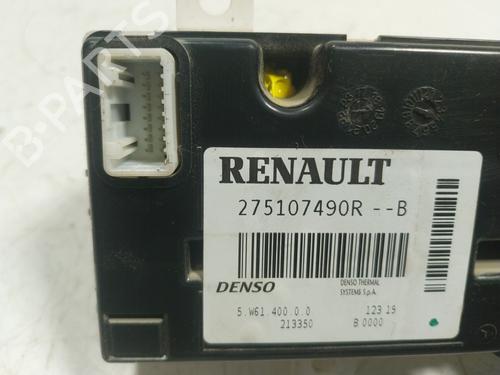 RENAULT
275107490R --B
DENSO
DENSO THERMAL
SYSTEMS S.p.A.
5.W61.400.0.0 123 19
213350 B.0000
B-PARTS